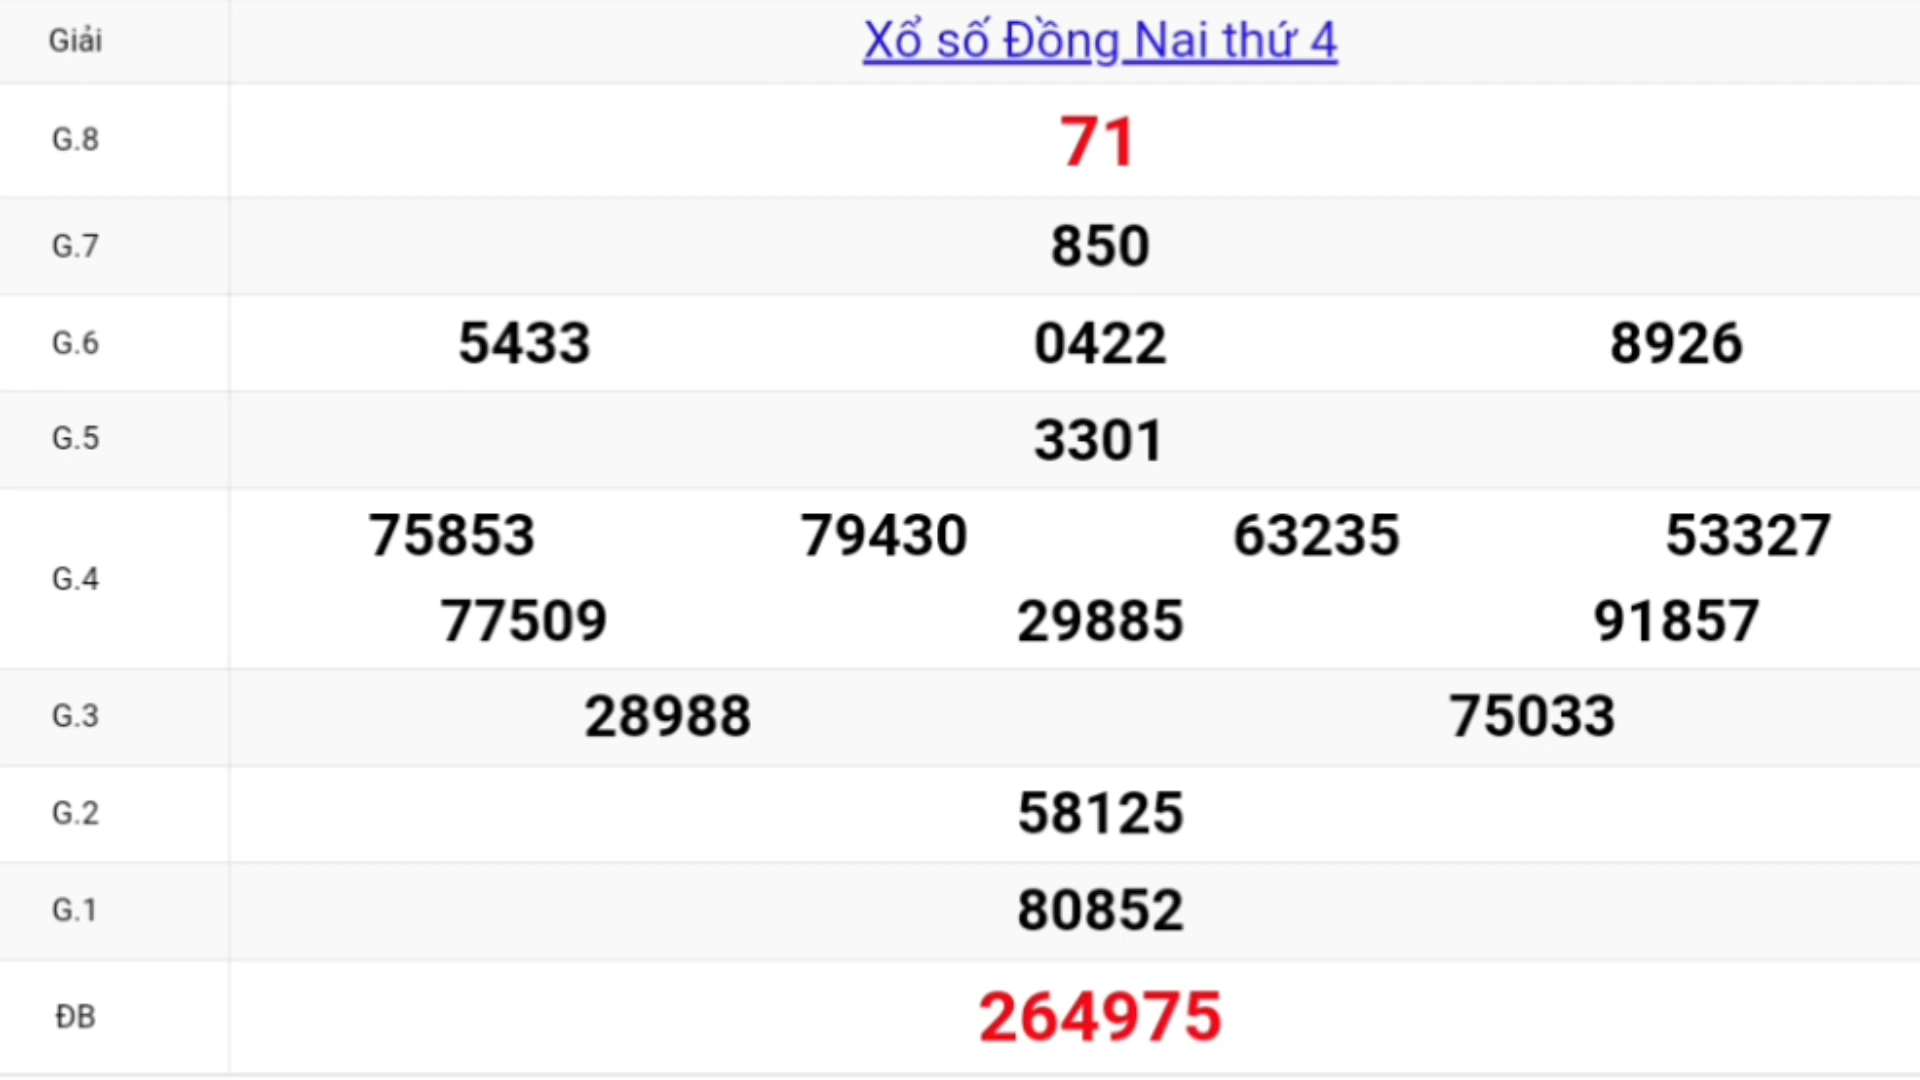 Giải Xổ số Đồng Nai thứ 4
G.8 71
G.7 850
G.6 5433 0422 8926
G.5 3301
G.4 75853 79430 63235 53327
77509 29885 91857
G.3 28988 75033
G.2 58125
G.1 80852
ĐB 264975